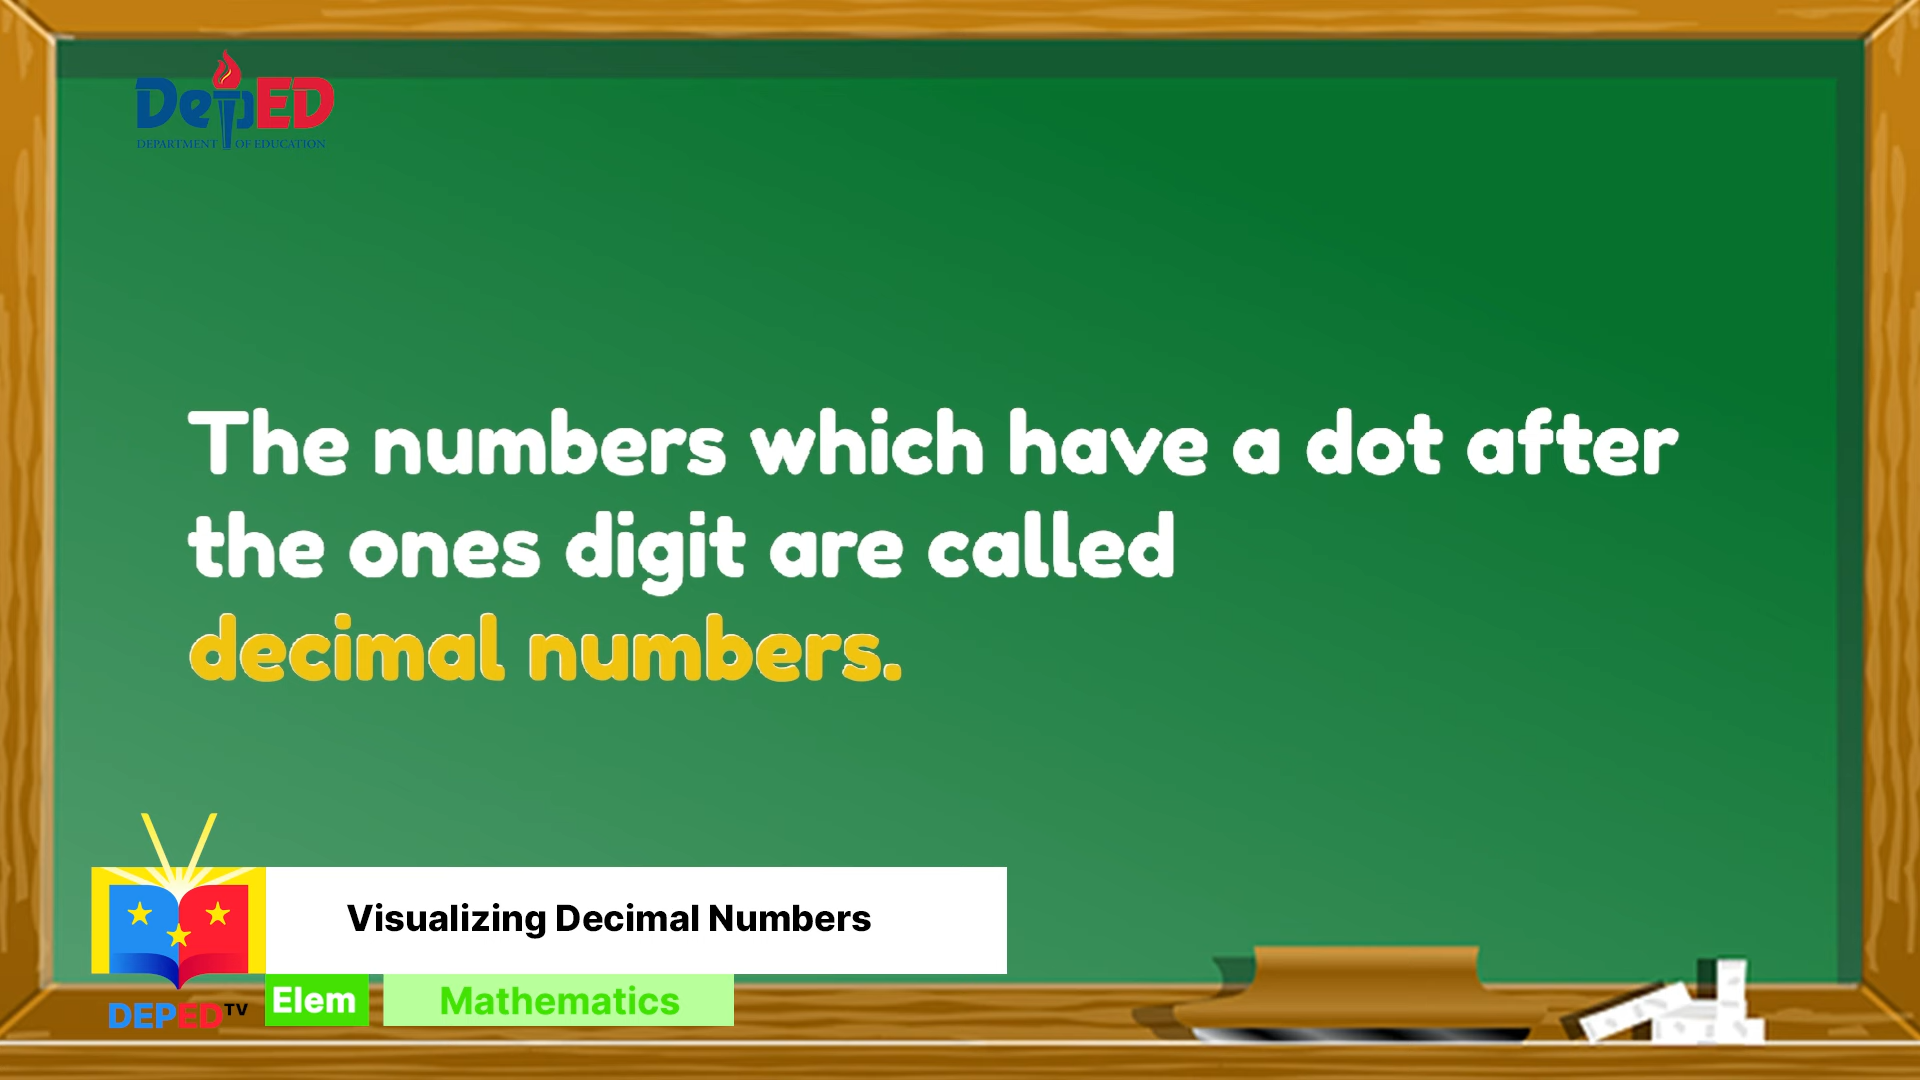 DepED
DEPARTMENT OF EDUCATION
The numbers which have a dot after
the ones digit are called
decimal numbers.
Visualizing Decimal Numbers
DEPED TV
Elem
Mathematics